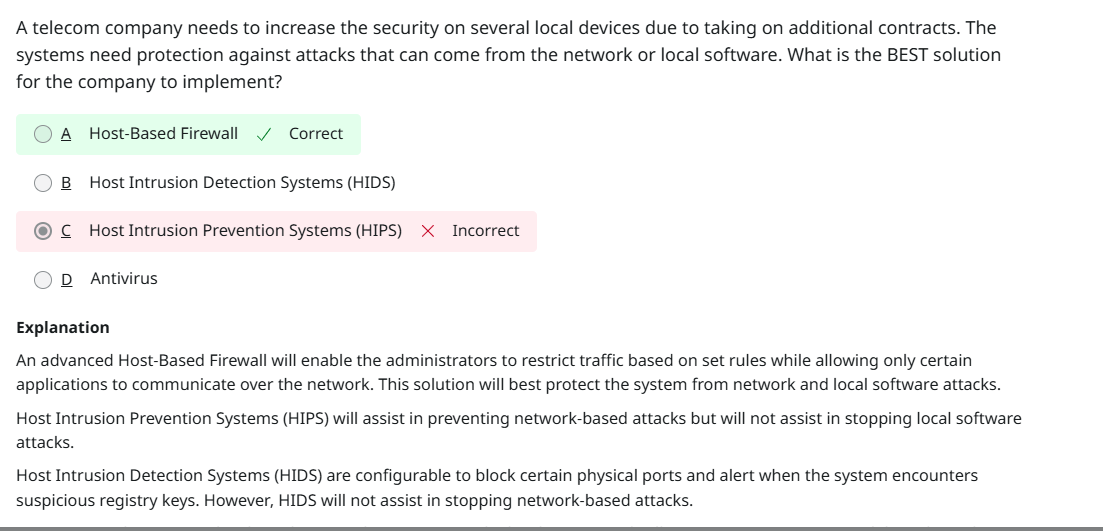 A telecom company needs to increase the security on several local devices due to taking on additional contracts. The
systems need protection against attacks that can come from the network or local software. What is the BEST solution
for the company to implement?
A Host-Based Firewall ✓ Correct
B Host Intrusion Detection Systems (HIDS)
C Host Intrusion Prevention Systems (HIPS) ✕ Incorrect
D Antivirus
Explanation
An advanced Host-Based Firewall will enable the administrators to restrict traffic based on set rules while allowing only certain
applications to communicate over the network. This solution will best protect the system from network and local software attacks.
Host Intrusion Prevention Systems (HIPS) will assist in preventing network-based attacks but will not assist in stopping local software
attacks.
Host Intrusion Detection Systems (HIDS) are configurable to block certain physical ports and alert when the system encounters
suspicious registry keys. However, HIDS will not assist in stopping network-based attacks.